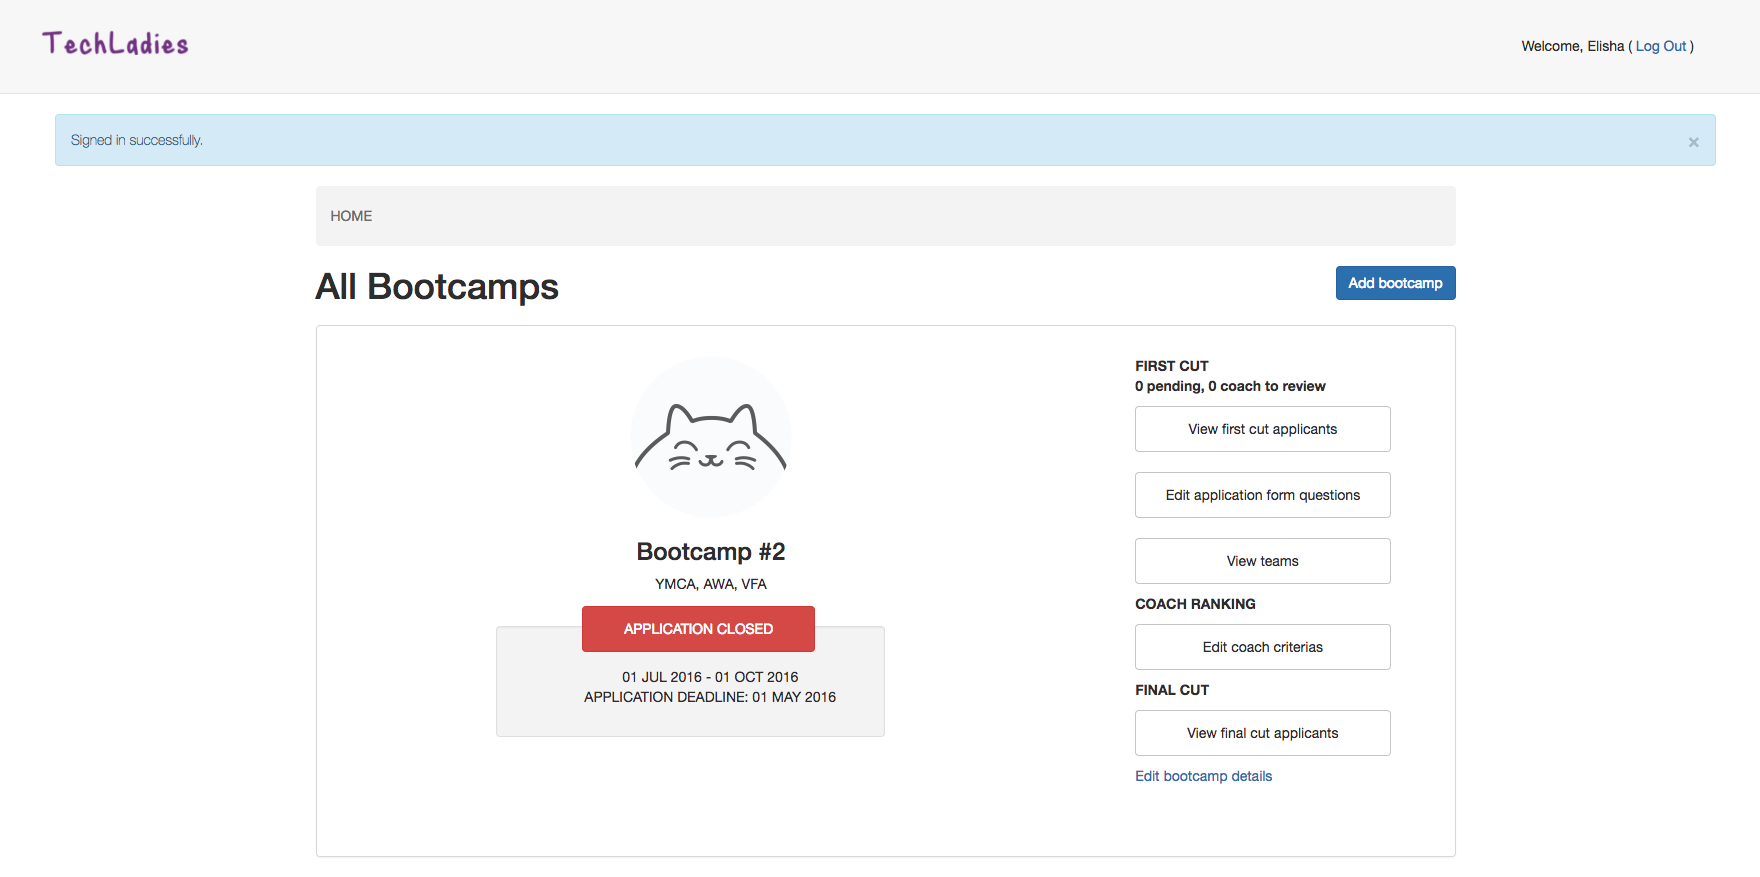 TechLadies
Welcome, Elisha ( Log Out )
Signed in successfully.
×
HOME
All Bootcamps
Add bootcamp
Bootcamp #2
YMCA, AWA, VFA
APPLICATION CLOSED
01 JUL 2016 - 01 OCT 2016
APPLICATION DEADLINE: 01 MAY 2016
FIRST CUT
0 pending, 0 coach to review
View first cut applicants
Edit application form questions
View teams
COACH RANKING
Edit coach criterias
FINAL CUT
View final cut applicants
Edit bootcamp details